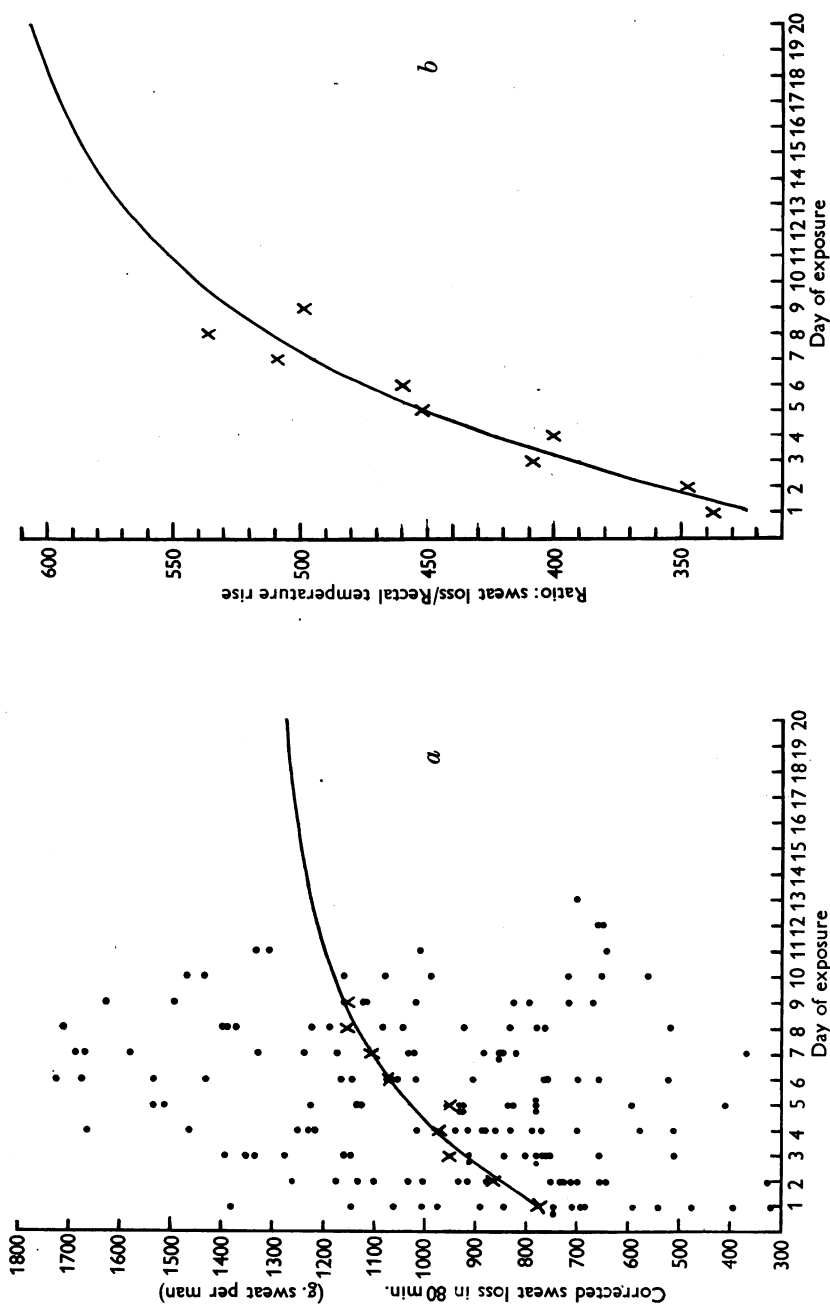 1800
1700
1600
1500
1400
1300
1200
1100
1000
900
800
700
600
500
400
300
Corrected sweat loss in 80 min.
(g. sweat per man)
a
1 2 3 4 5 6 7 8 9 10 11 12 13 14 15 16 17 18 19 20
Day of exposure
600
550
500
450
400
350
Ratio: sweat loss/Rectal temperature rise
b
1 2 3 4 5 6 7 8 9 10 11 12 13 14 15 16 17 18 19 20
Day of exposure